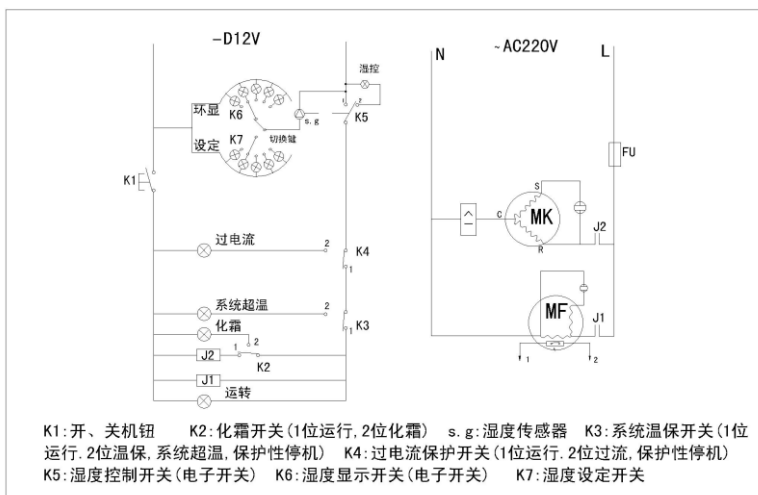 —D12V
~AC220V
N
L
湿控
1 2
环显
K6
s.g
K5
K7
切换键
设定
FU
K1
S
MK
C
R
J2
过电流
2
K4
1
系统超温
2
K3
1
化霜
2
1
J2
K2
J1
运转
MF
J1
1
2
K1:开、关机钮 K2:化霜开关(1位运行,2位化霜) s.g:湿度传感器 K3:系统温保开关(1位
运行.2位温保,系统超温,保护性停机) K4:过电流保护开关(1位运行.2位过流,保护性停机)
K5:湿度控制开关(电子开关) K6:湿度显示开关(电子开关) K7:湿度设定开关